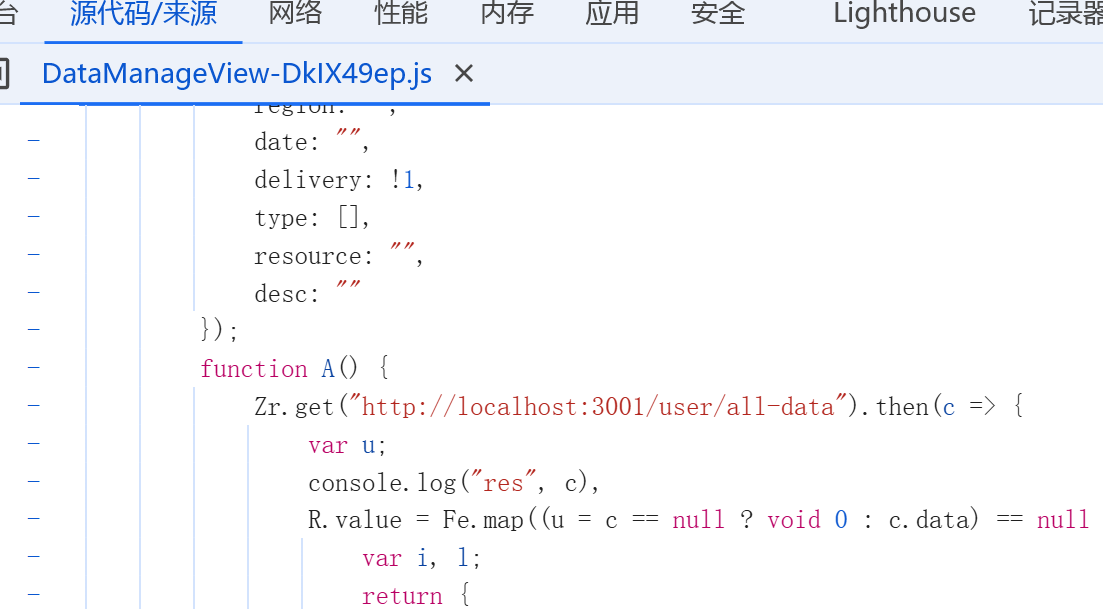 台 源代码/来源 网络 性能 内存 应用 安全 Lighthouse 记录器
DataManageView-DkIX49ep.js ×
region: "",
date: "",
delivery: !1,
type: [],
resource: "",
desc: ""
});
function A() {
Zr.get("http://localhost:3001/user/all-data").then(c => {
var u;
console.log("res", c),
R.value = Fe.map((u = c == null ? void 0 : c.data) == null
var i, l;
return {